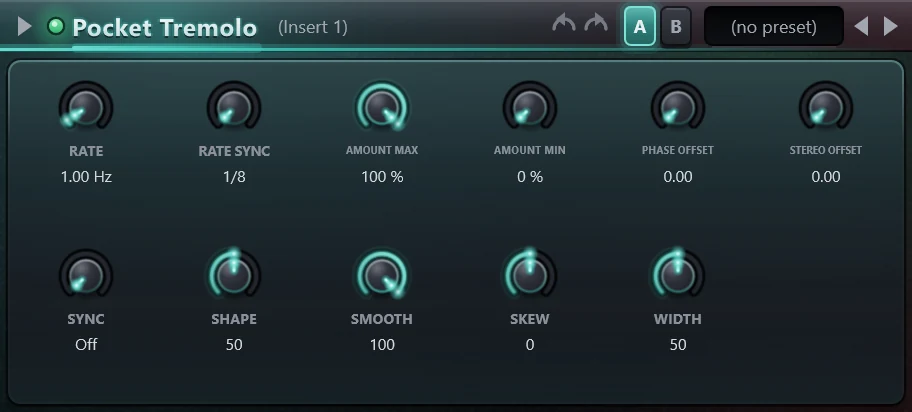 Pocket Tremolo (Insert 1) A B (no preset)
RATE RATE SYNC AMOUNT MAX AMOUNT MIN PHASE OFFSET STEREO OFFSET
1.00 Hz 1/8 100 % 0 % 0.00 0.00
SYNC SHAPE SMOOTH SKEW WIDTH
Off 50 100 0 50